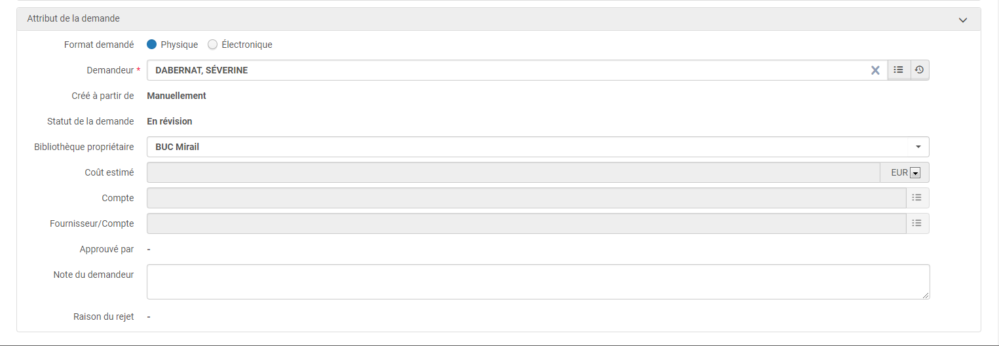 Attribut de la demande
Format demandé Physique Électronique
Demandeur * DABERNAT, SÉVERINE
Créé à partir de Manuellement
Statut de la demande En révision
Bibliothèque propriétaire BUC Mirail
Coût estimé EUR
Compte
Fournisseur/Compte
Approuvé par -
Note du demandeur
Raison du rejet -